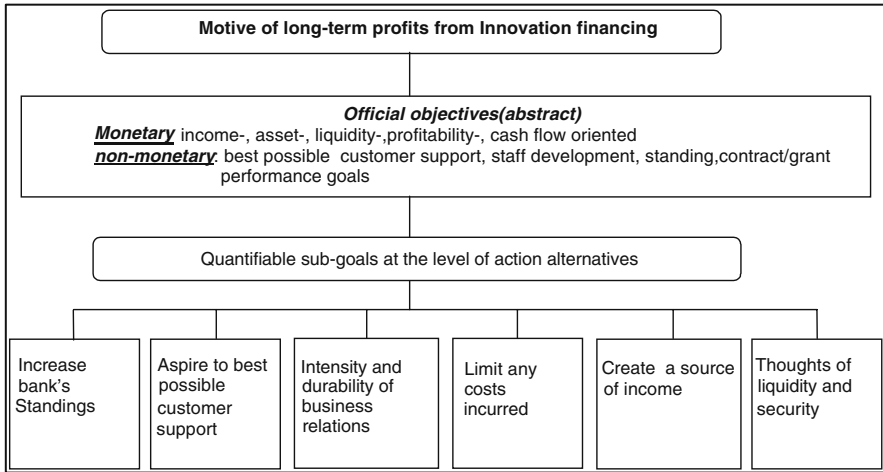 Motive of long-term profits from Innovation financing
Official objectives(abstract)
Monetary income-, asset-, liquidity-,profitability-, cash flow oriented
non-monetary: best possible customer support, staff development, standing,contract/grant
performance goals
Quantifiable sub-goals at the level of action alternatives
Increase
bank's
Standings
Aspire to best
possible
customer
support
Intensity and
durability of
business
relations
Limit any
costs
incurred
Create a source
of income
Thoughts of
liquidity and
security